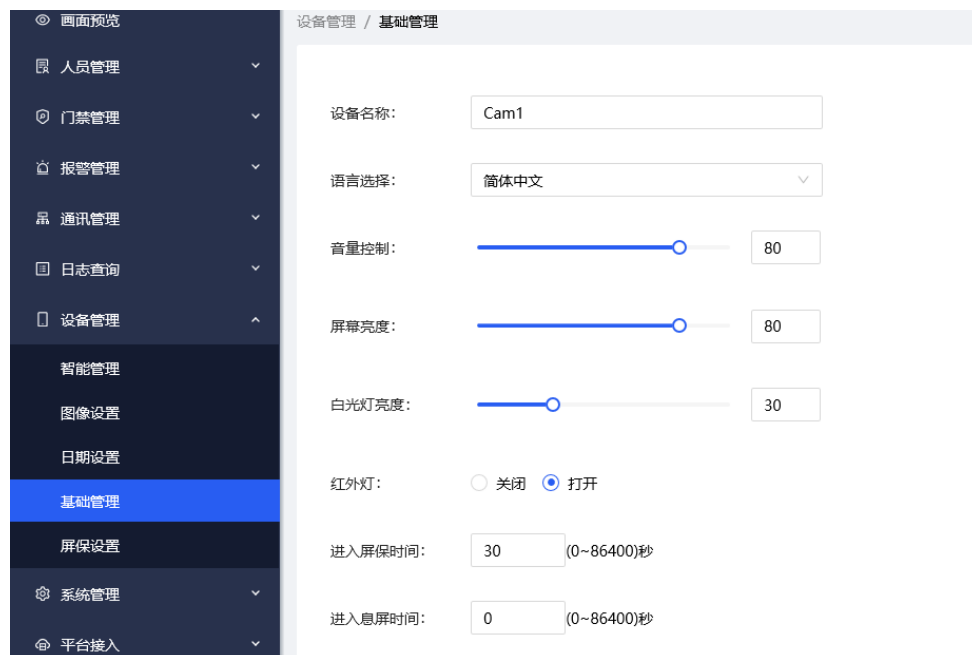 画面预览
人员管理
门禁管理
报警管理
通讯管理
日志查询
设备管理
智能管理
图像设置
日期设置
基础管理
屏保设置
系统管理
平台接入
设备管理 / 基础管理
设备名称: Cam1
语言选择: 简体中文
音量控制: 80
屏幕亮度: 80
白光灯亮度: 30
红外灯: 关闭 打开
进入屏保时间: 30 (0~86400)秒
进入息屏时间: 0 (0~86400)秒